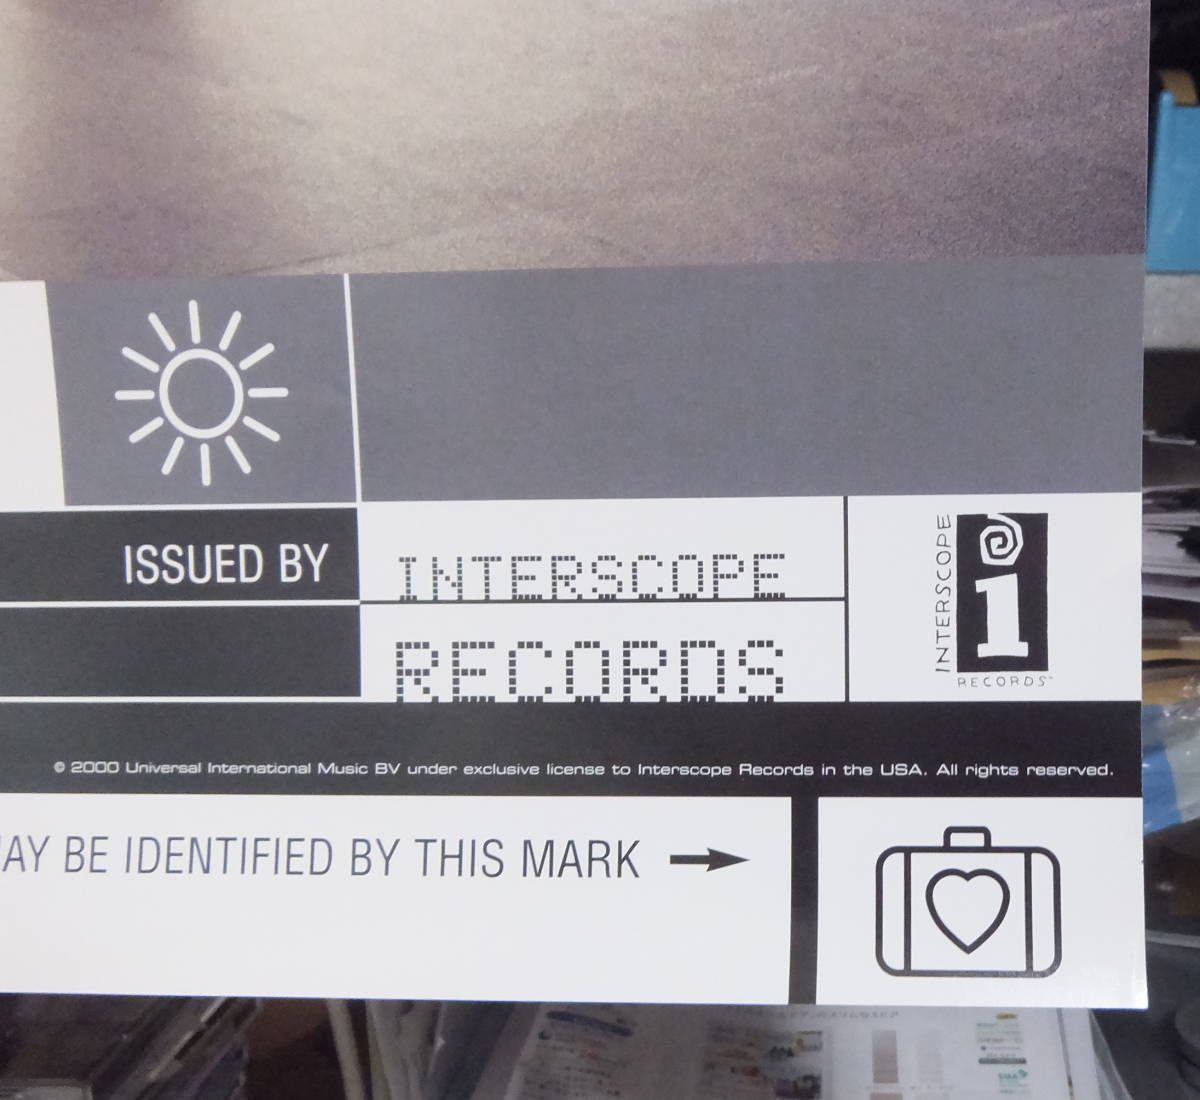 ISSUED BY
INTERSCOPE
RECORDS
INTERSCOPE
i
RECORDS™
© 2000 Universal International Music BV under exclusive license to Interscope Records in the USA. All rights reserved.
AY BE IDENTIFIED BY THIS MARK